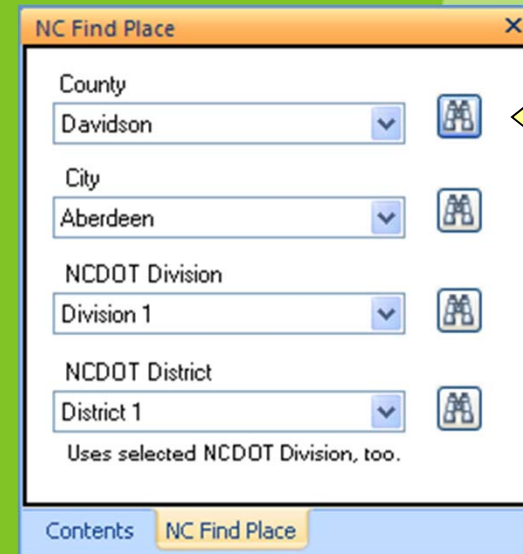 NC Find Place
County
Davidson
City
Aberdeen
NCDOT Division
Division 1
NCDOT District
District 1
Uses selected NCDOT Division, too.
Contents NC Find Place